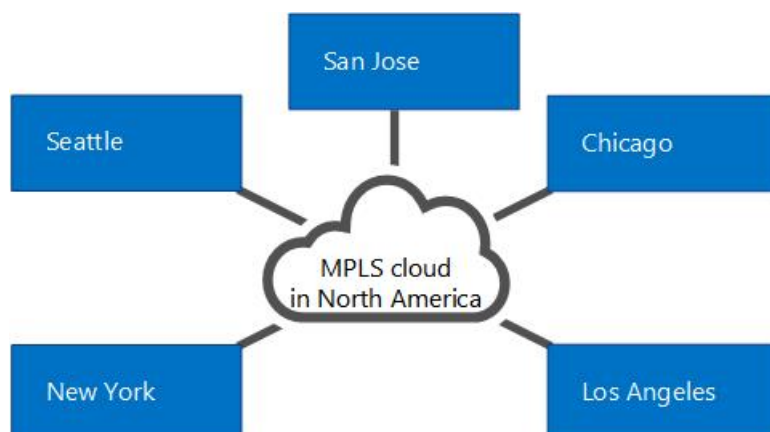 San Jose
Seattle
Chicago
MPLS cloud
in North America
New York
Los Angeles